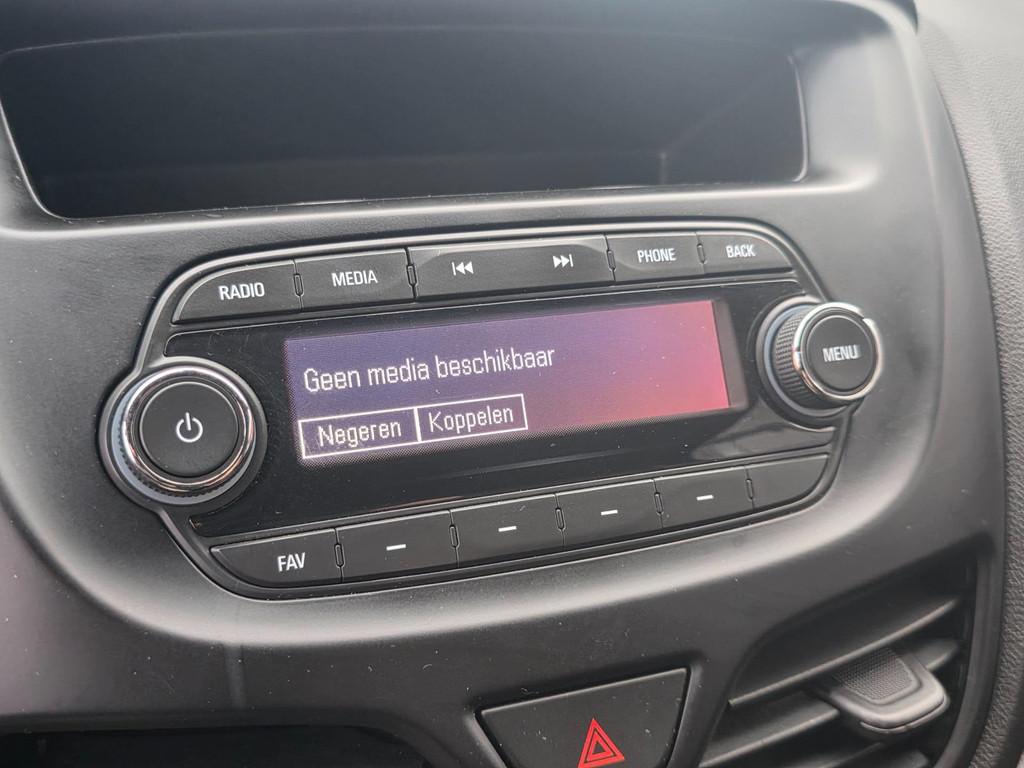 RADIO MEDIA PHONE BACK
Geen media beschikbaar
Negeren Koppelen
MENU
FAV